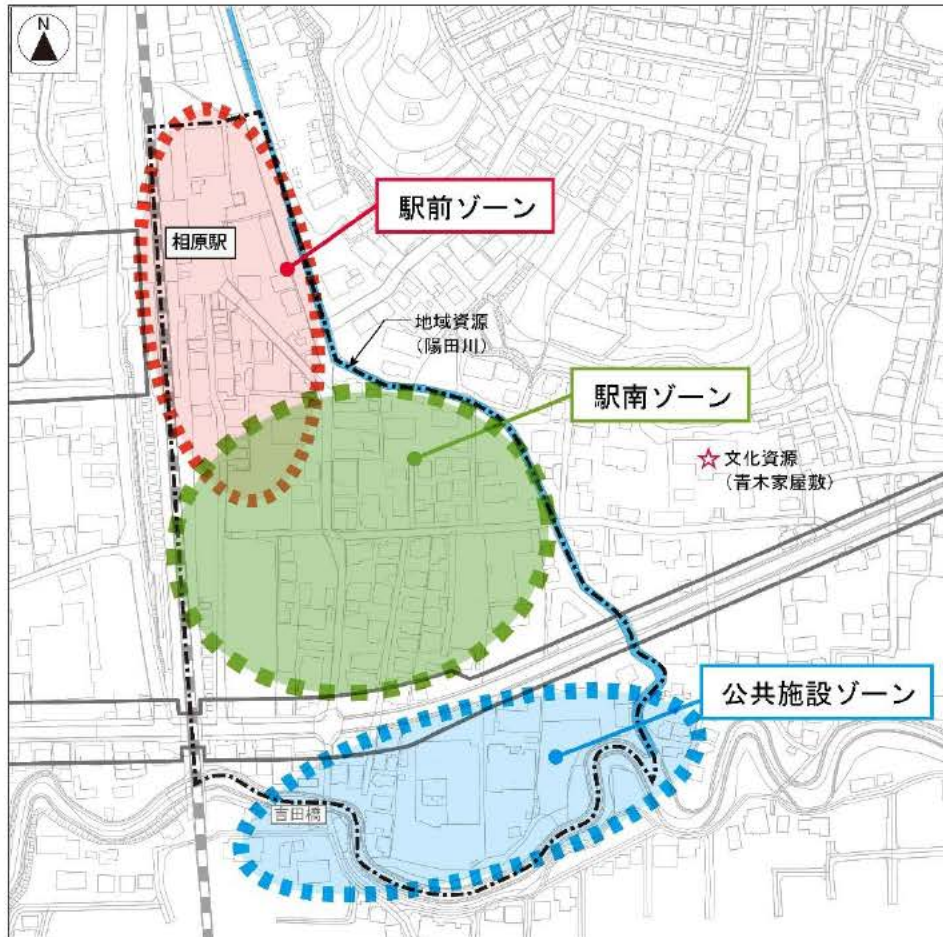 N
駅前ゾーン
相原駅
地域資源
(陽田川)
駅南ゾーン
文化資源
(青木家屋敷)
公共施設ゾーン
吉田橋